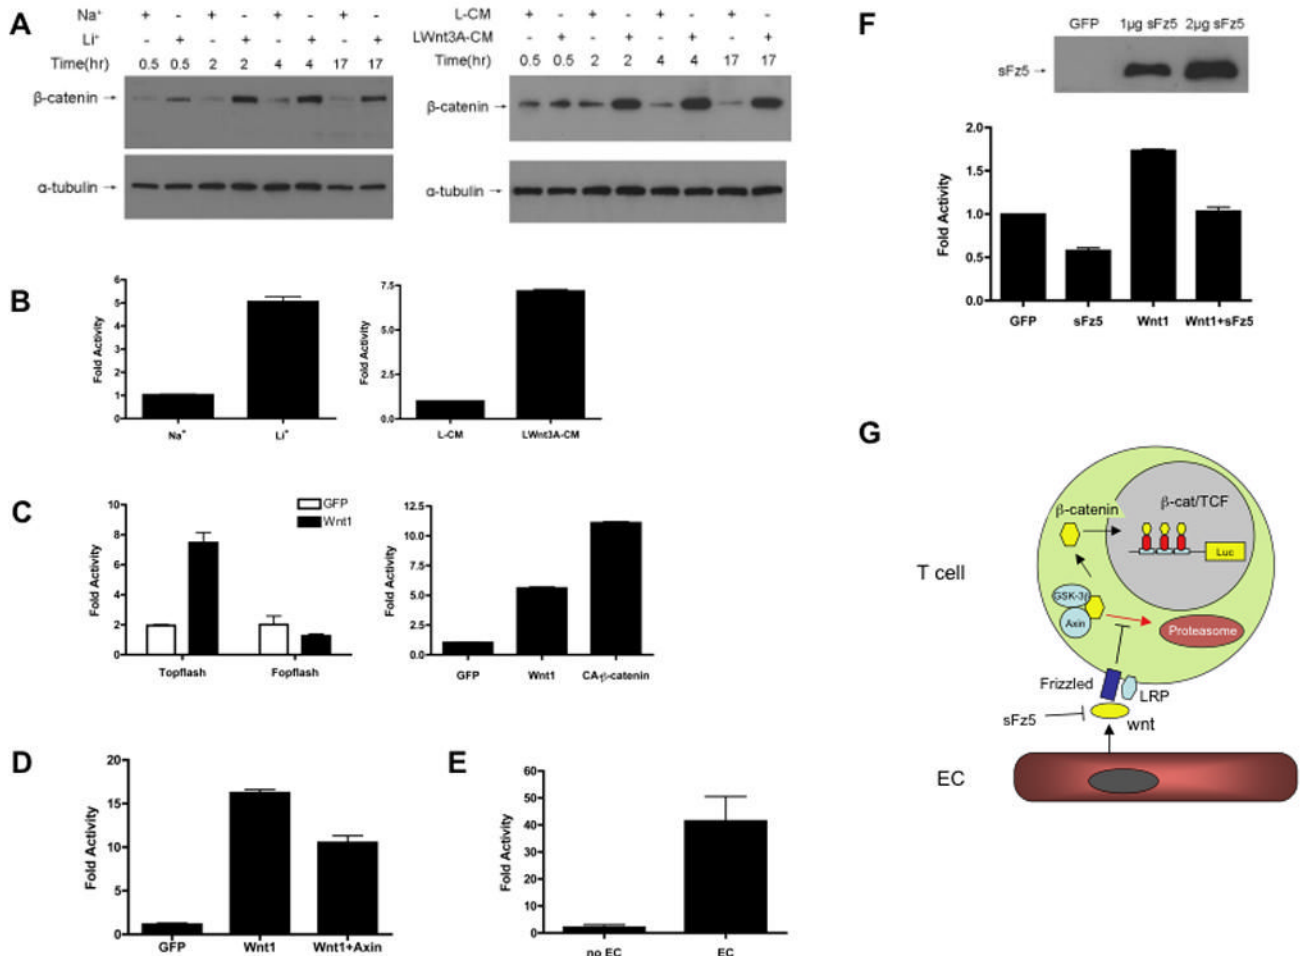 A
Na⁺ + - + - + - + -
Li⁺ - + - + - + - +
Time(hr) 0.5 0.5 2 2 4 4 17 17
β-catenin →
α-tubulin →
L-CM + - + - + - + -
LWnt3A-CM - + - + - + - +
Time(hr) 0.5 0.5 2 2 4 4 17 17
β-catenin →
α-tubulin →
B
Fold Activity
6
5
4
3
2
1
0
Na⁺ Li⁺
Fold Activity
7.5
5.0
2.5
0.0
L-CM LWnt3A-CM
C
GFP
Wnt1
Fold Activity
10
8
6
4
2
0
Topflash Fopflash
Fold Activity
12.5
10.0
7.5
5.0
2.5
0.0
GFP Wnt1 CA-β-catenin
D
Fold Activity
20
15
10
5
0
GFP Wnt1 Wnt1+Axin
E
Fold Activity
60
50
40
30
20
10
0
no EC EC
F
GFP 1μg sFz5 2μg sFz5
sFz5 →
Fold Activity
2.0
1.5
1.0
0.5
0.0
GFP sFz5 Wnt1 Wnt1+sFz5
G
T cell
β-catenin
β-cat/TCF
Luc
GSK-3β
Axin
Proteasome
Frizzled
LRP
sFz5
wnt
EC